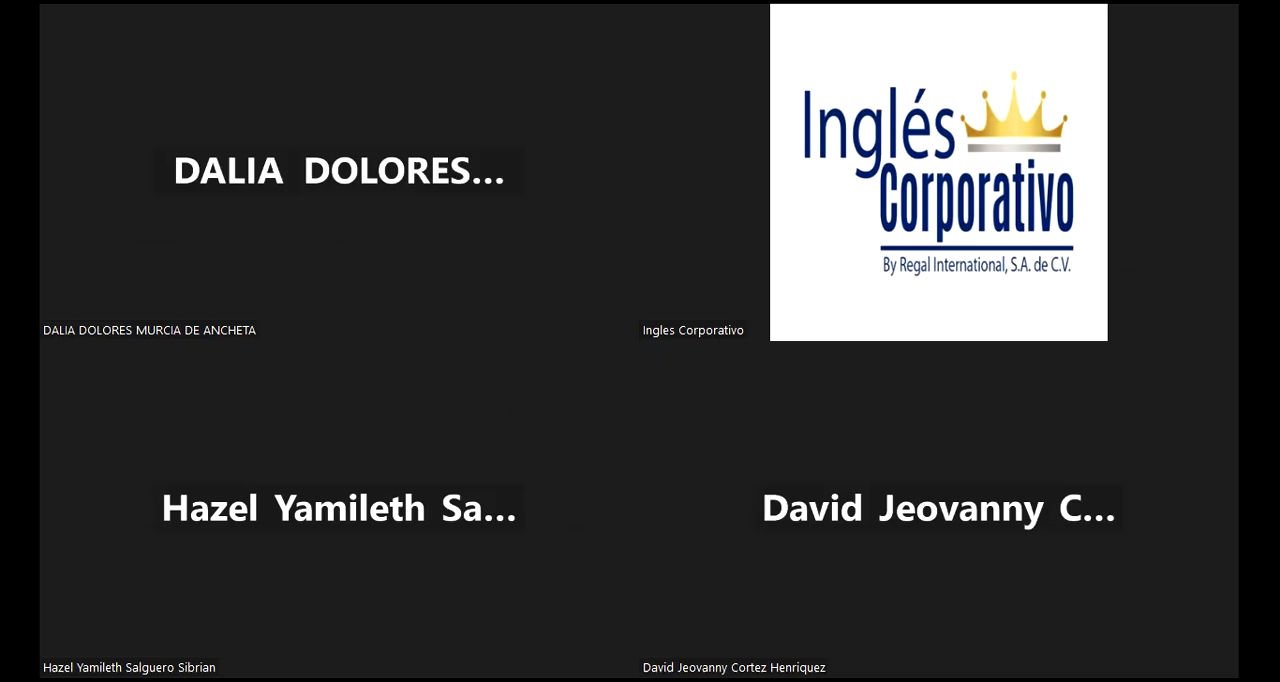 DALIA DOLORES...
DALIA DOLORES MURCIA DE ANCHETA
Inglés
Corporativo
By Regal International, S.A. de C.V.
Ingles Corporativo
Hazel Yamileth Sa...
Hazel Yamileth Salguero Sibrian
David Jeovanny C...
David Jeovanny Cortez Henriquez